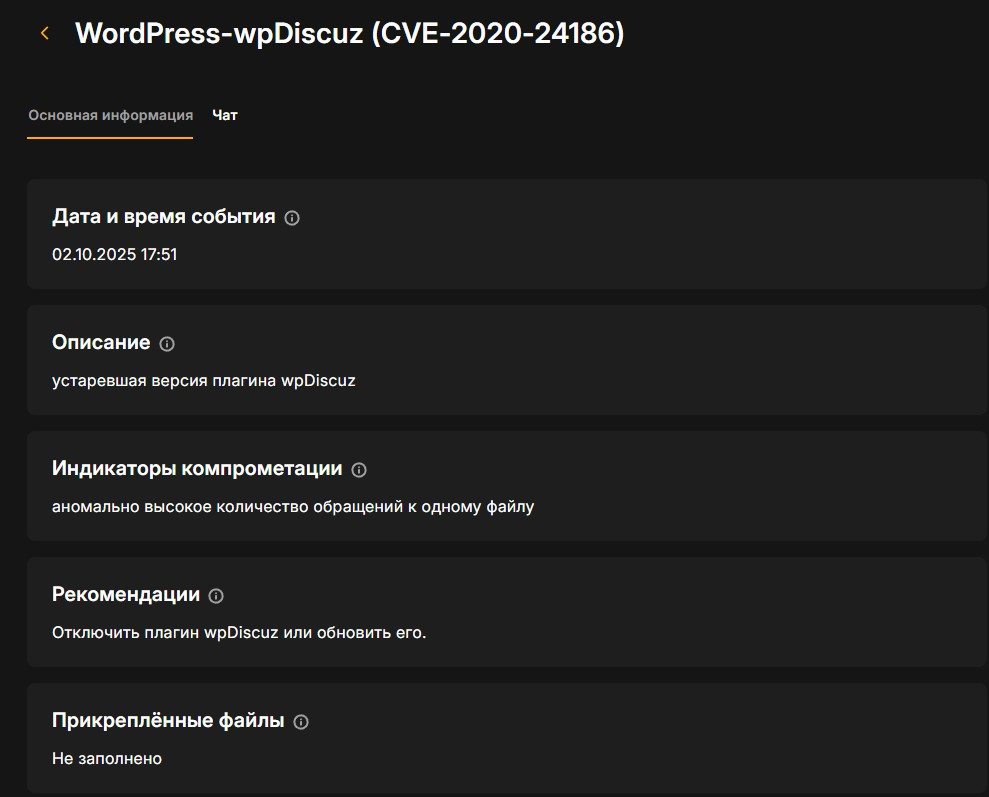 WordPress-wpDiscuz (CVE-2020-24186)
Основная информация Чат
Дата и время события
02.10.2025 17:51
Описание
устаревшая версия плагина wpDiscuz
Индикаторы компрометации
аномально высокое количество обращений к одному файлу
Рекомендации
Отключить плагин wpDiscuz или обновить его.
Прикреплённые файлы
Не заполнено